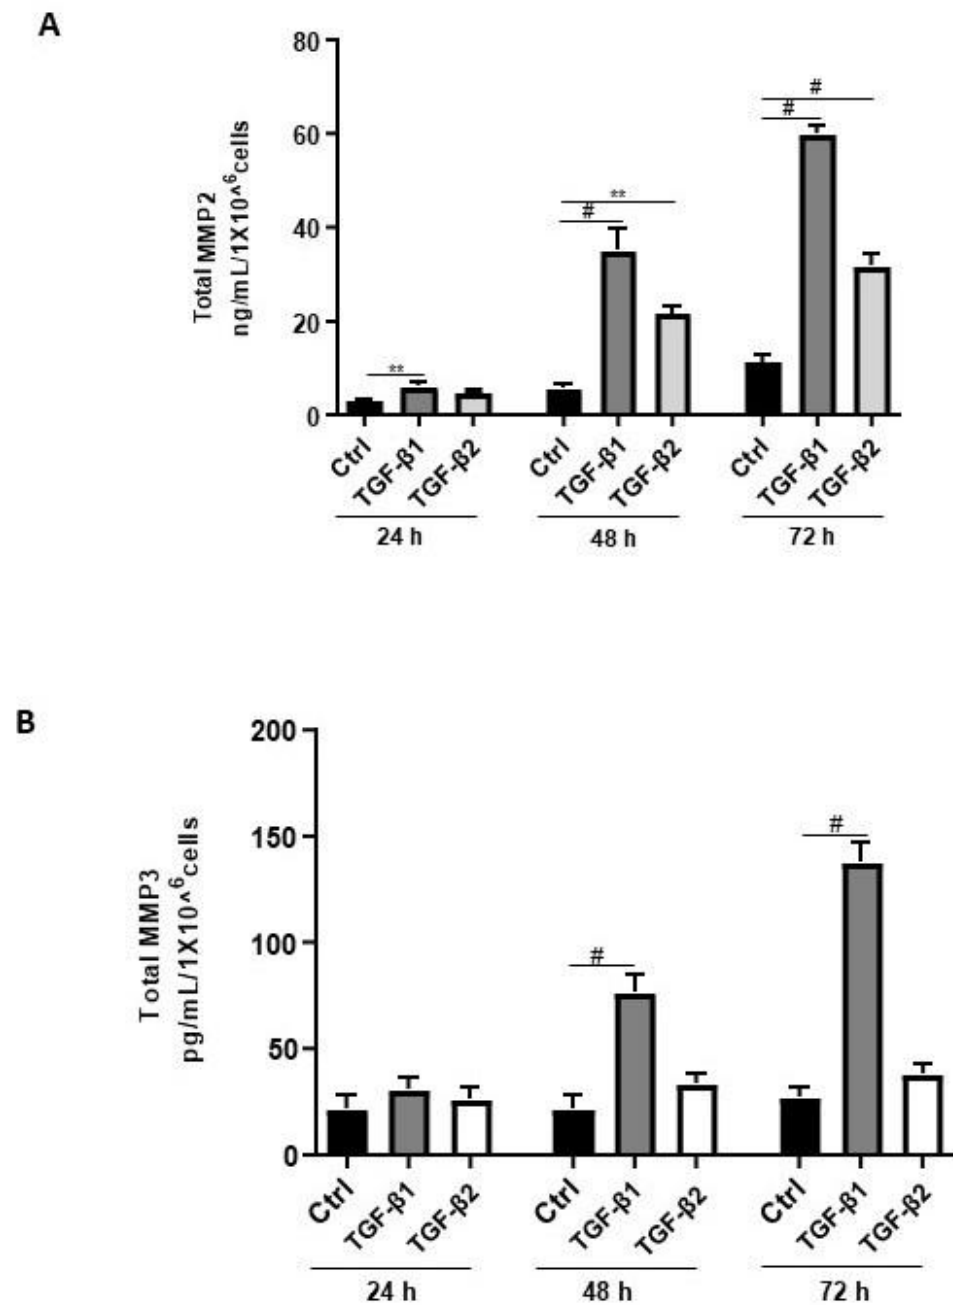 A
80
60
40
20
0
Total MMP2
ng/mL/1X10^6cells
**
#
**
#
#
Ctrl TGF-β1 TGF-β2 Ctrl TGF-β1 TGF-β2 Ctrl TGF-β1 TGF-β2
24 h 48 h 72 h
B
200
150
100
50
0
Total MMP3
pg/mL/1X10^6cells
#
#
Ctrl TGF-β1 TGF-β2 Ctrl TGF-β1 TGF-β2 Ctrl TGF-β1 TGF-β2
24 h 48 h 72 h